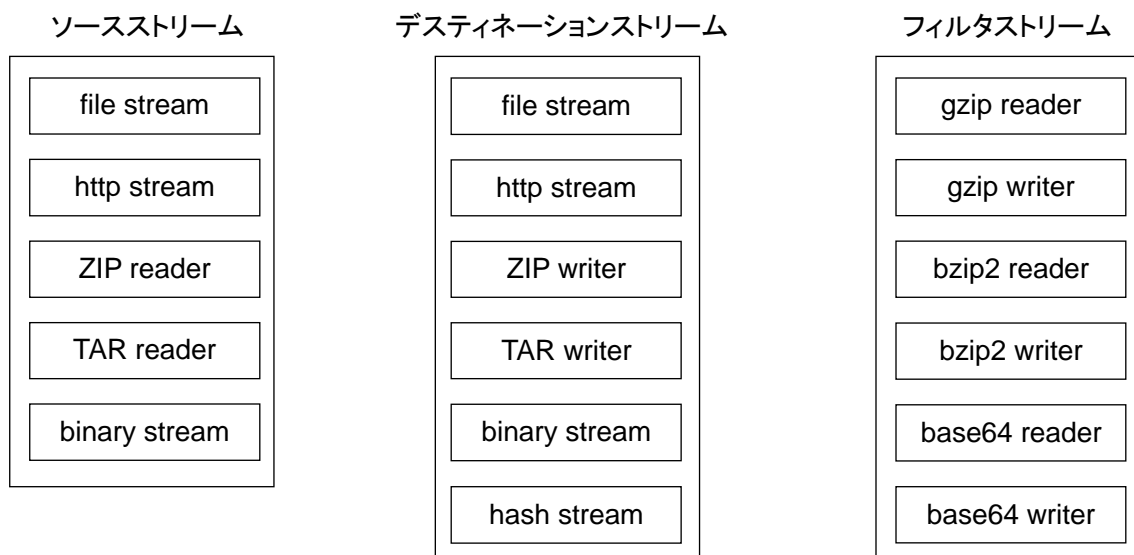 ソースストリーム
file stream
http stream
ZIP reader
TAR reader
binary stream
デスティネーションストリーム
file stream
http stream
ZIP writer
TAR writer
binary stream
hash stream
フィルタストリーム
gzip reader
gzip writer
bzip2 reader
bzip2 writer
base64 reader
base64 writer